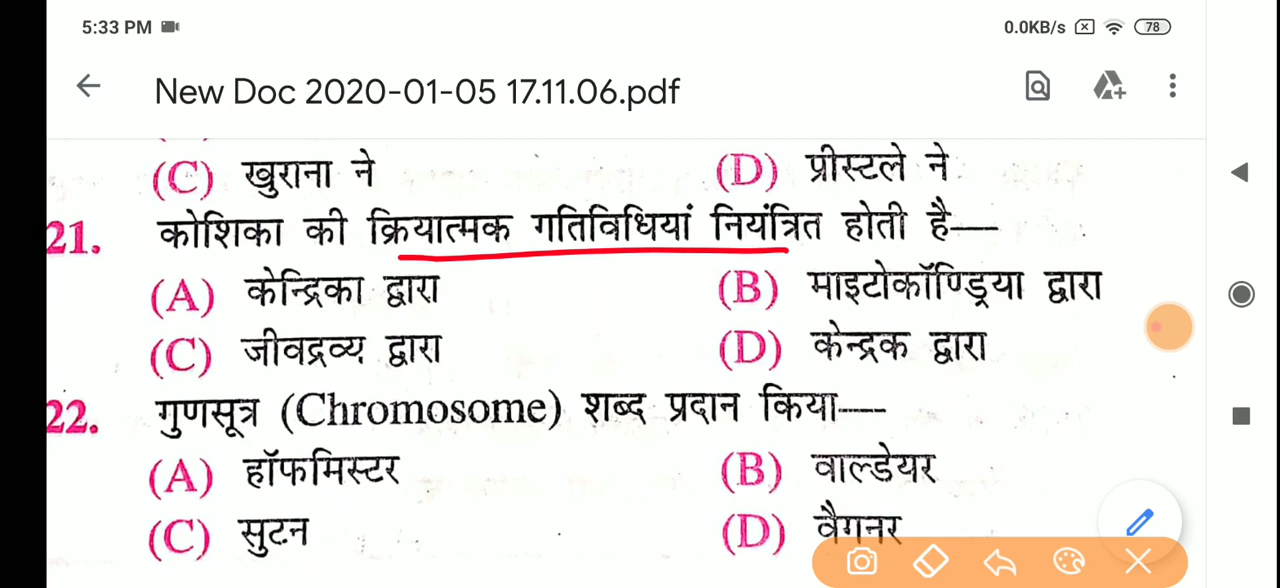 5:33 PM
0.0KB/s 78
New Doc 2020-01-05 17.11.06.pdf
(C) खुराना ने (D) प्रीस्टले ने
21. कोशिका की क्रियात्मक गतिविधियां नियंत्रित होती है—
(A) केन्द्रिका द्वारा (B) माइटोकॉण्ड्रिया द्वारा
(C) जीवद्रव्य द्वारा (D) केन्द्रक द्वारा
22. गुणसूत्र (Chromosome) शब्द प्रदान किया—
(A) हॉफमिस्टर (B) वाल्डेयर
(C) सुटन (D) वैगनर